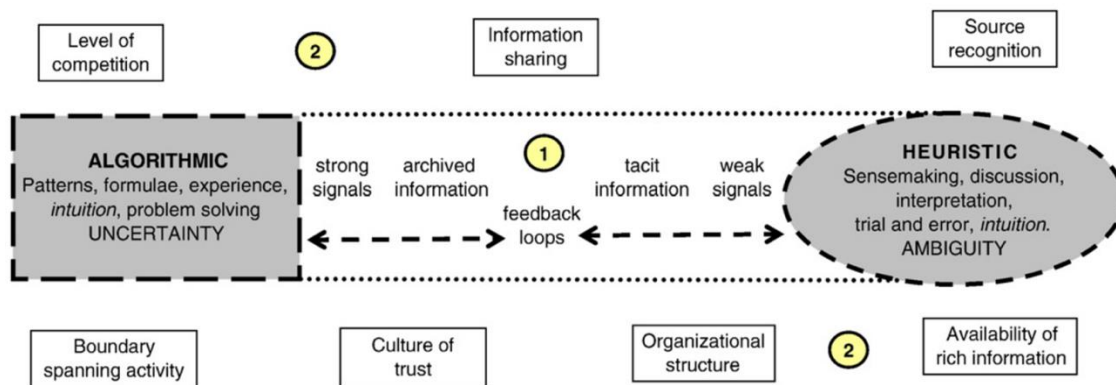 Level of
competition
2
Information
sharing
Source
recognition
ALGORITHMIC
Patterns, formulae, experience,
intuition, problem solving
UNCERTAINTY
strong
signals
archived
information
1
feedback
loops
tacit
information
weak
signals
HEURISTIC
Sensemaking, discussion,
interpretation,
trial and error, intuition.
AMBIGUITY
Boundary
spanning activity
Culture of
trust
Organizational
structure
2
Availability of
rich information